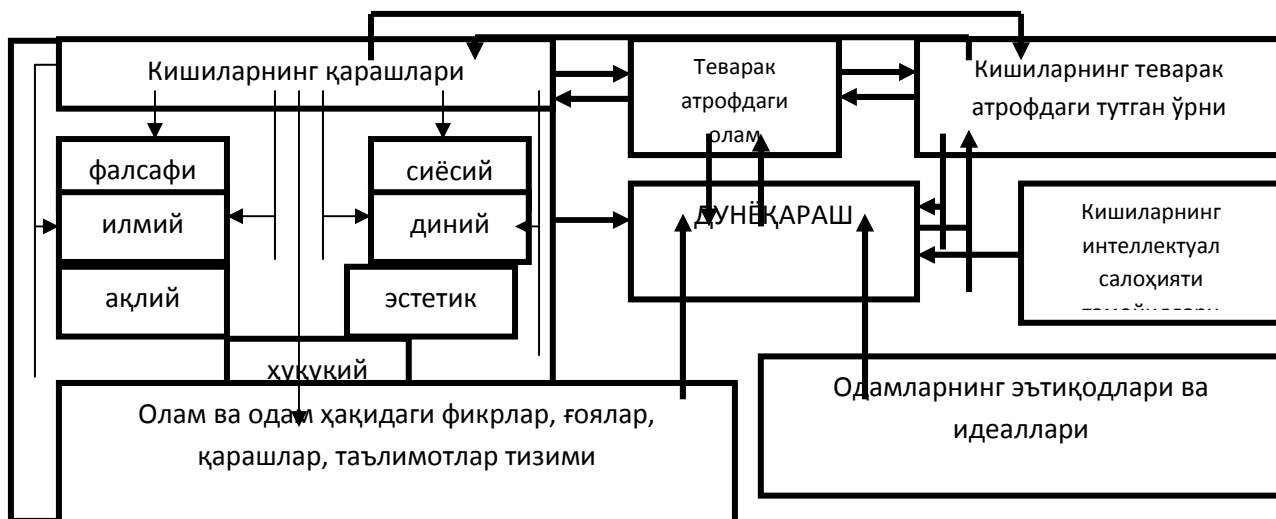 Кишиларнинг қарашлари
Теварак
атрофдаги
олам
Кишиларнинг теварак
атрофдаги тутган ўрни
фалсафи
сиёсий
илмий
диний
ДУНЁҚАРАШ
Кишиларнинг
интеллектуал
салоҳияти
ақлий
эстетик
ҳуқуқий
Олам ва одам ҳақидаги фикрлар, ғоялар,
қарашлар, таълимотлар тизими
Одамларнинг эътиқодлари ва
идеаллари